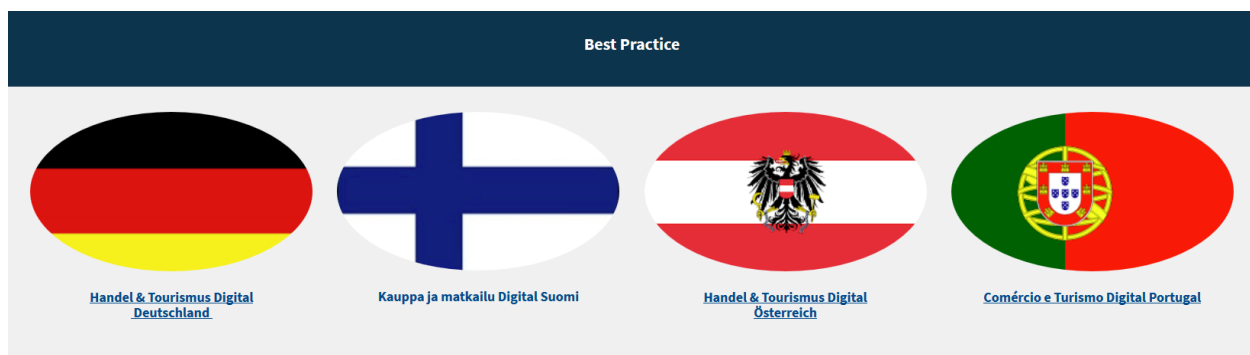 Best Practice
Handel & Tourismus Digital
Deutschland
Kauppa ja matkailu Digital Suomi
Handel & Tourismus Digital
Österreich
Comércio e Turismo Digital Portugal